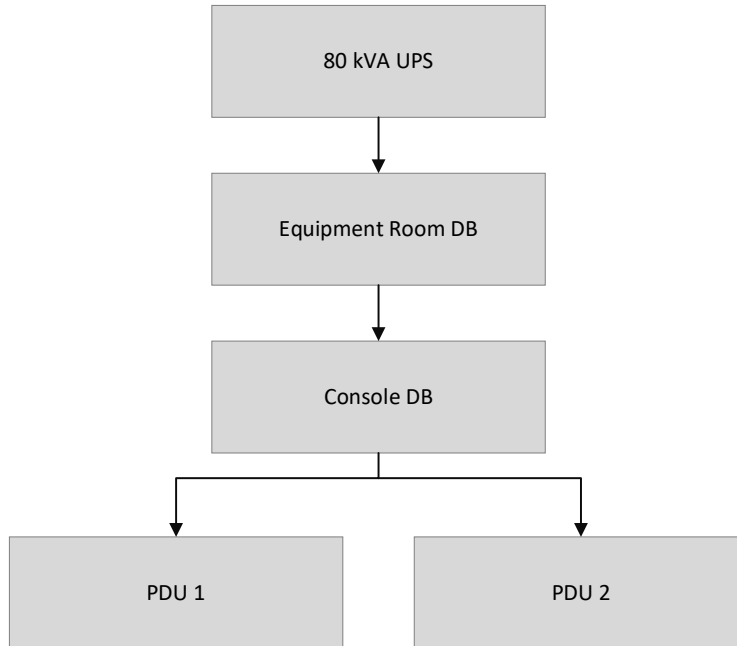 80 kVA UPS
Equipment Room DB
Console DB
PDU 1
PDU 2